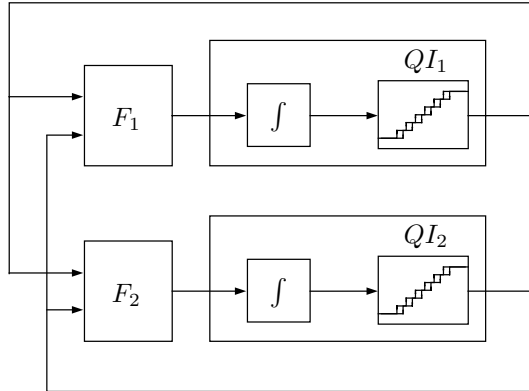 QI₁
F₁
∫
QI₂
F₂
∫